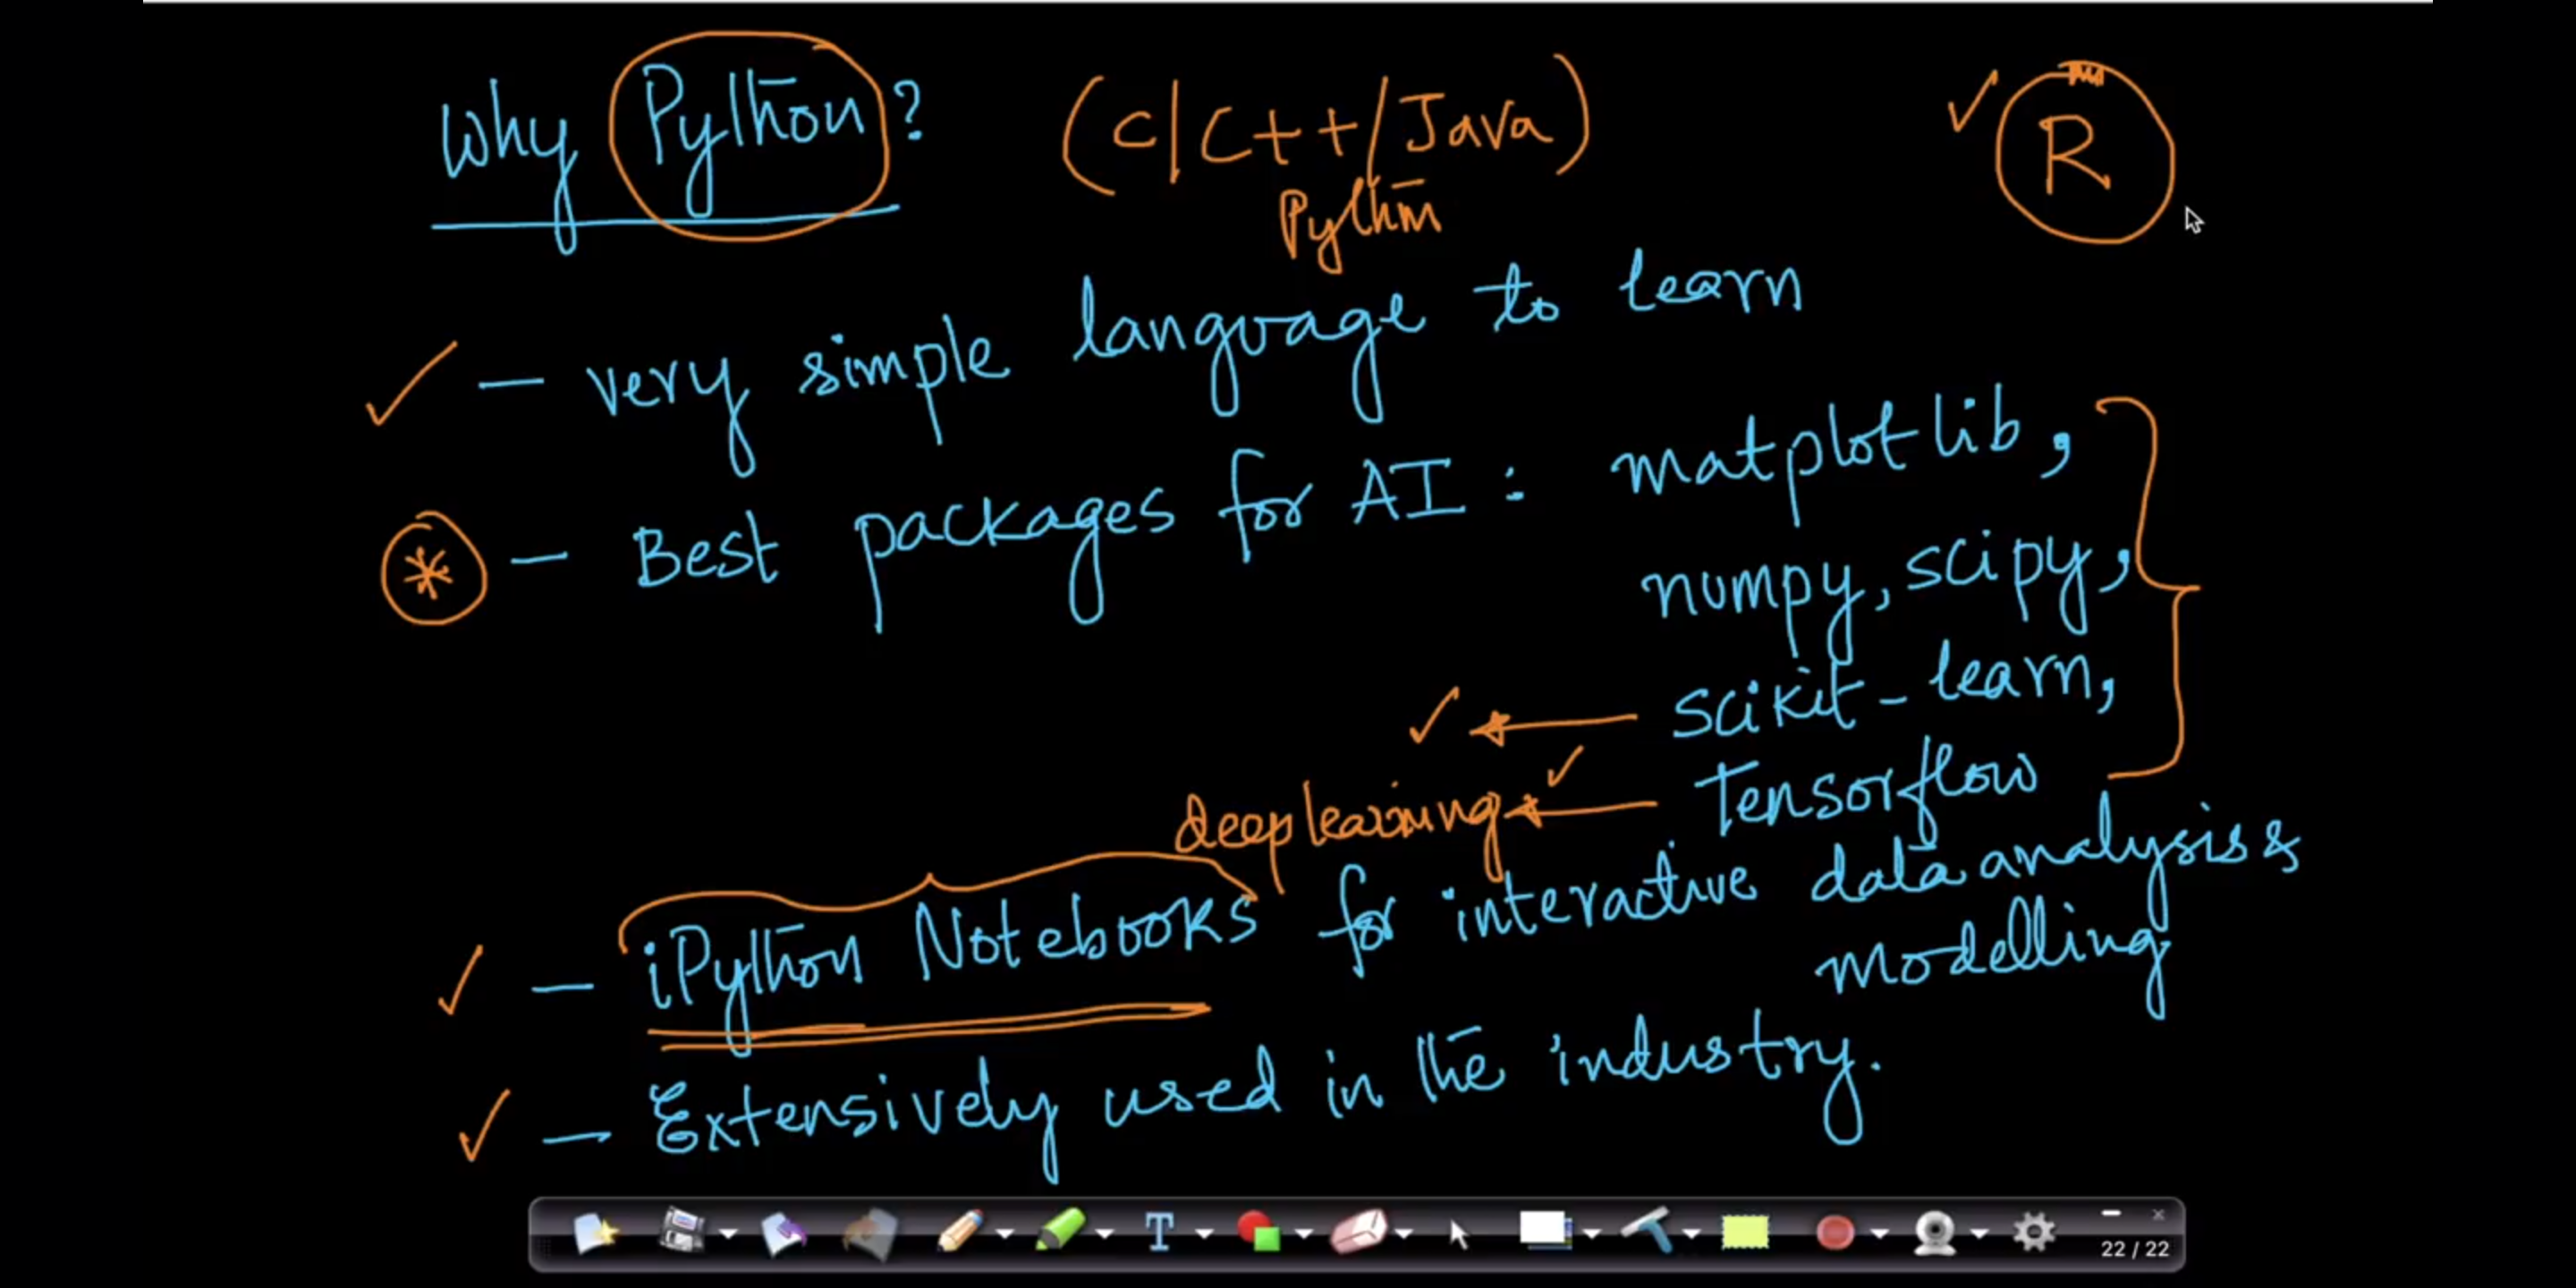 Why Python? (C/C++/Java) R
Python
- very simple language to learn
* - Best packages for AI: matplotlib,
numpy, scipy,
scikit-learn,
deep learning Tensorflow
- iPython Notebooks for interactive data analysis &
modelling
- Extensively used in the industry.
T
22 / 22